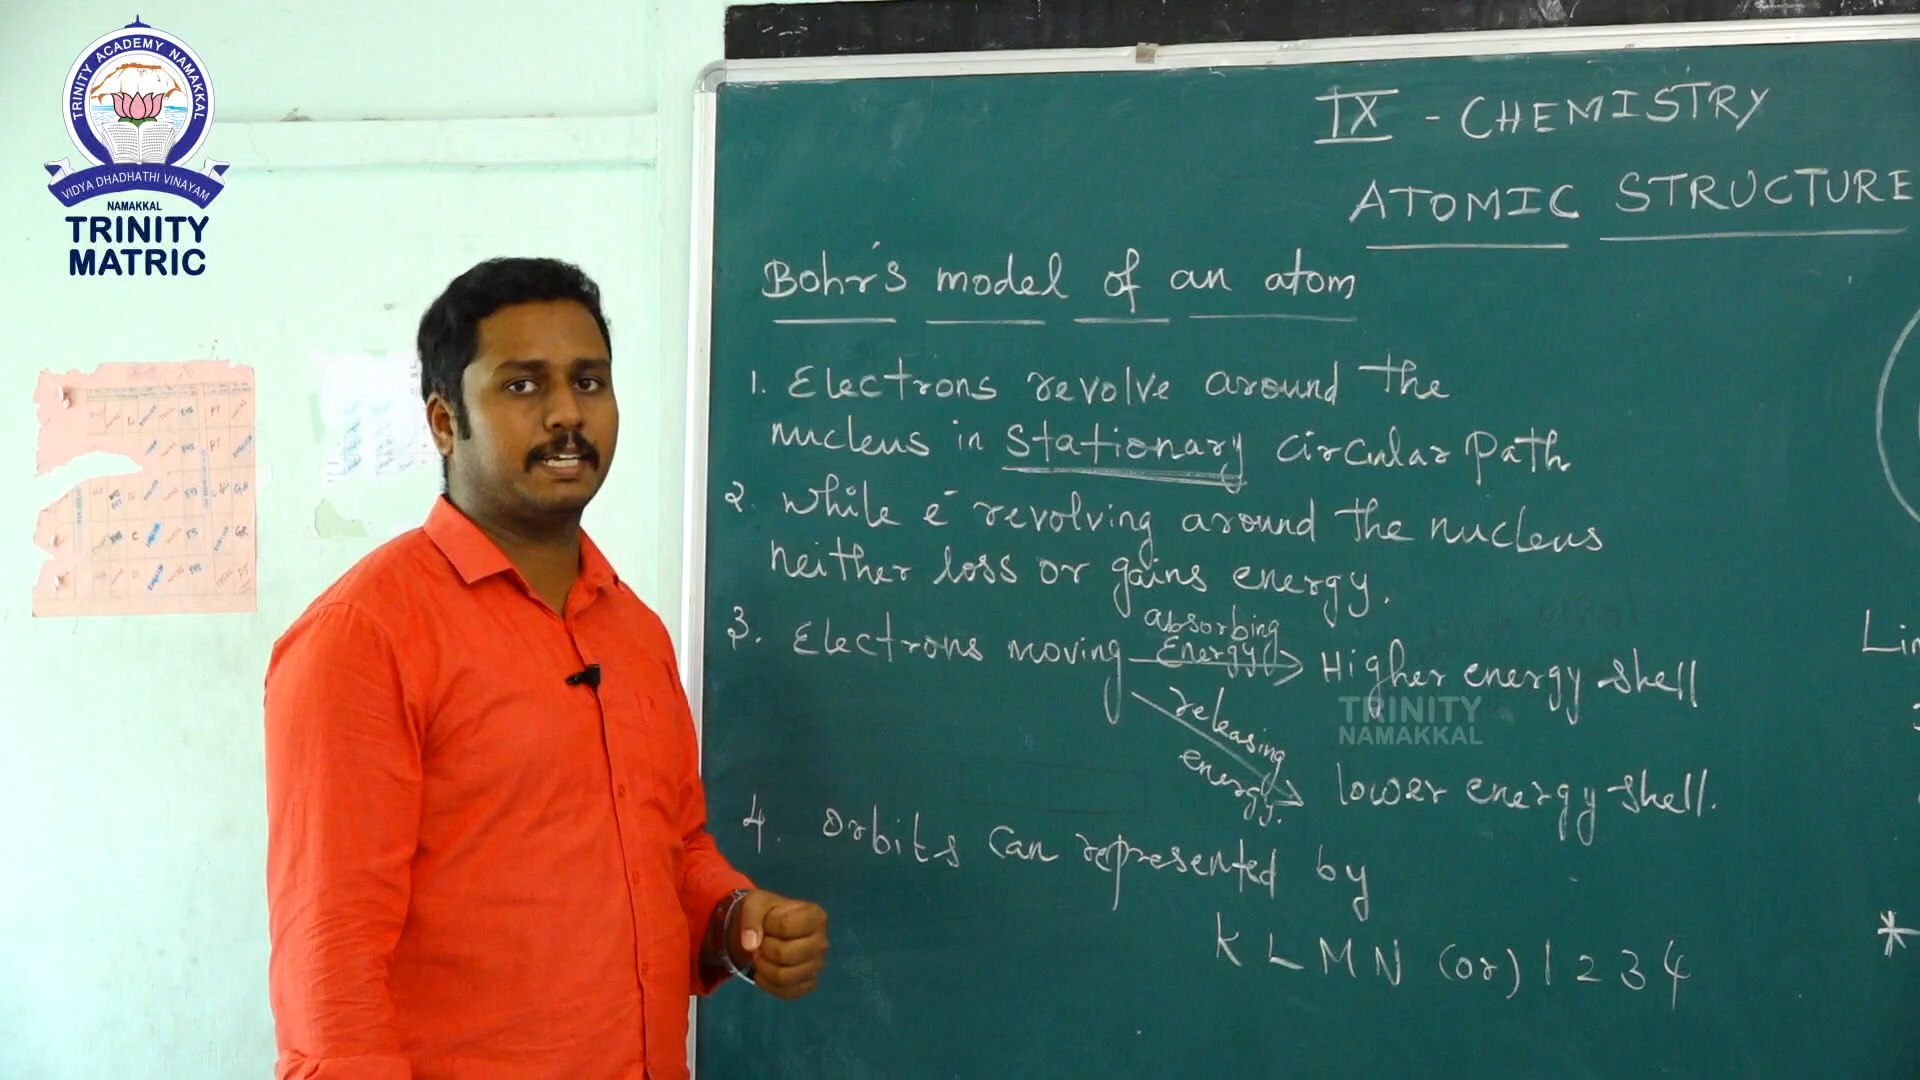 TRINITY ACADEMY NAMAKKAL
VIDYA DHADHATHI VINAYAM
NAMAKKAL
TRINITY
MATRIC
IX - CHEMISTRY
ATOMIC STRUCTURE
Bohr's model of an atom
1. Electrons revolve around the
nucleus in stationary circular path
2. While e⁻ revolving around the nucleus
neither loss or gains energy.
absorbing
3. Electrons moving Energy → Higher energy shell
releasing
energy.
lower energy shell.
4. Orbits can represented by
K L M N (or) 1 2 3 4
TRINITY
NAMAKKAL